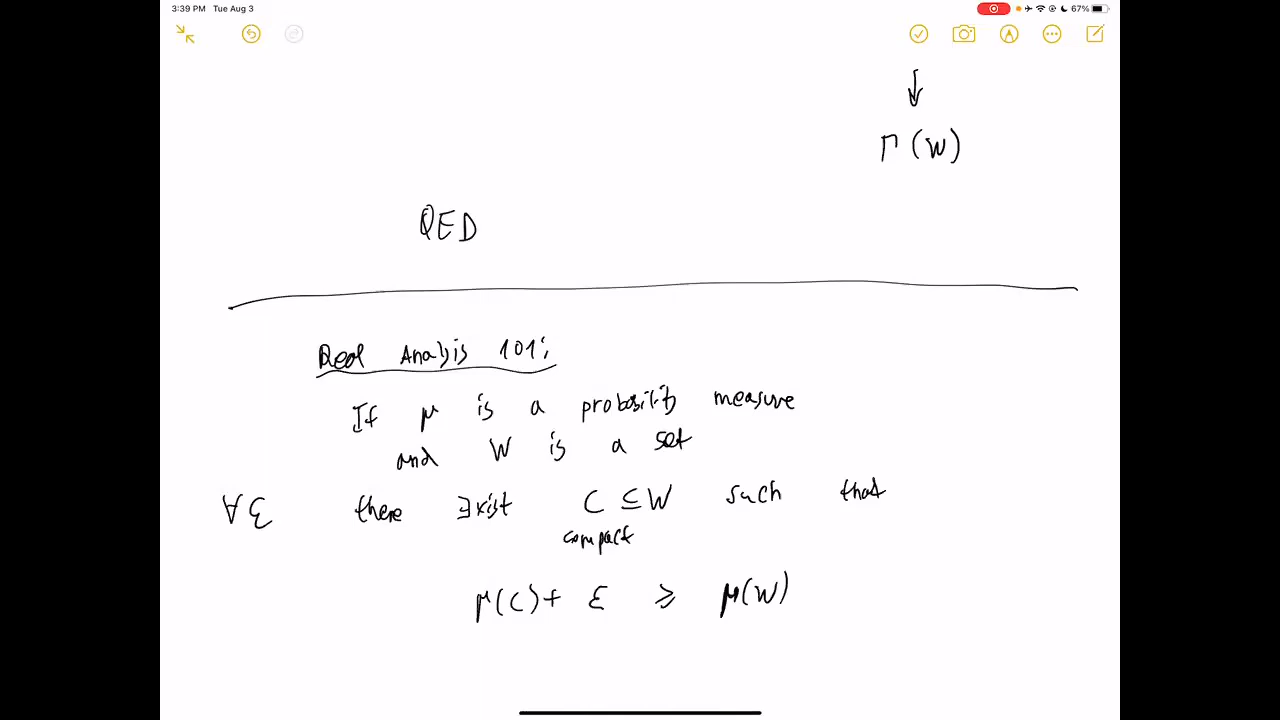 3:39 PM Tue Aug 3
67%
↓
Γ(W)
QED
Real Analysis 101:
If μ is a probability measure
and W is a set
∀ε there ∃xist C ⊆ W such that
compact
μ(C) + ε ≥ μ(W)